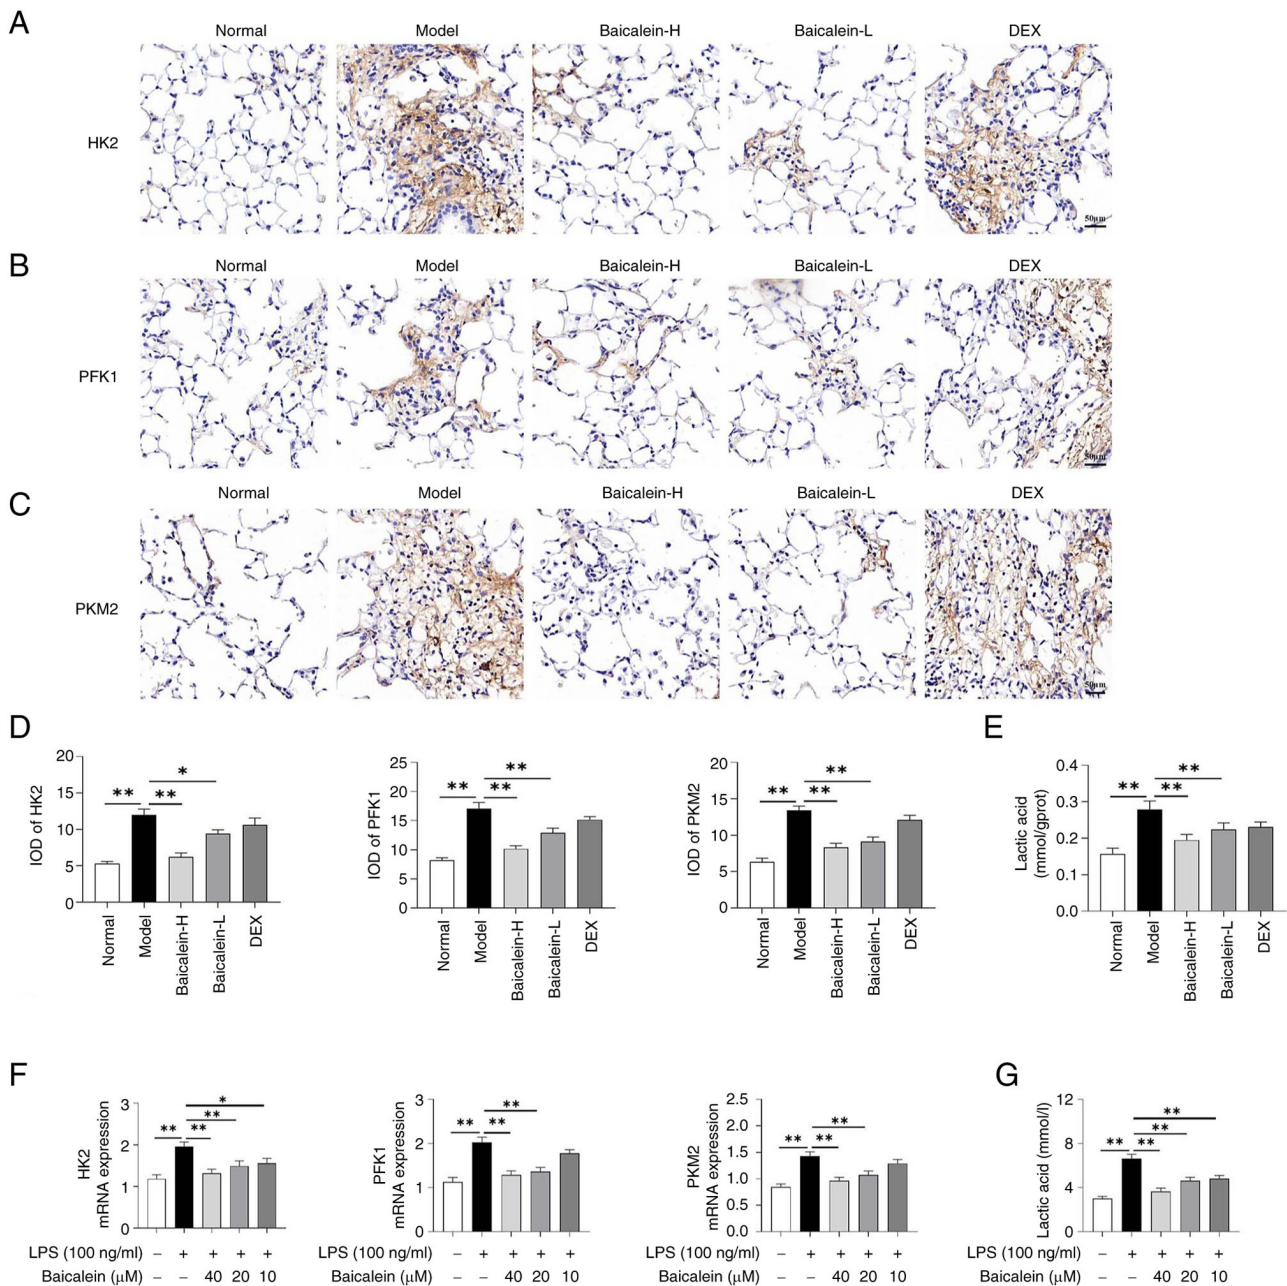 A
Normal Model Baicalein-H Baicalein-L DEX
HK2
50μm
B
Normal Model Baicalein-H Baicalein-L DEX
PFK1
50μm
C
Normal Model Baicalein-H Baicalein-L DEX
PKM2
50μm
D
IOD of HK2
20
15
10
5
0
** ** *
Normal Model Baicalein-H Baicalein-L DEX
IOD of PFK1
25
20
15
10
5
0
** ** **
Normal Model Baicalein-H Baicalein-L DEX
IOD of PKM2
20
15
10
5
0
** ** **
Normal Model Baicalein-H Baicalein-L DEX
E
Lactic acid
(mmol/gprot)
0.4
0.3
0.2
0.1
0.0
** ** **
Normal Model Baicalein-H Baicalein-L DEX
F
HK2
mRNA expression
3
2
1
0
** ** ** *
LPS (100 ng/ml) – + + + +
Baicalein (μM) – – 40 20 10
PFK1
mRNA expression
3
2
1
0
** ** **
LPS (100 ng/ml) – + + + +
Baicalein (μM) – – 40 20 10
PKM2
mRNA expression
2.5
2.0
1.5
1.0
0.5
0.0
** ** **
LPS (100 ng/ml) – + + + +
Baicalein (μM) – – 40 20 10
G
Lactic acid (mmol/l)
12
8
4
0
** ** ** **
LPS (100 ng/ml) – + + + +
Baicalein (μM) – – 40 20 10